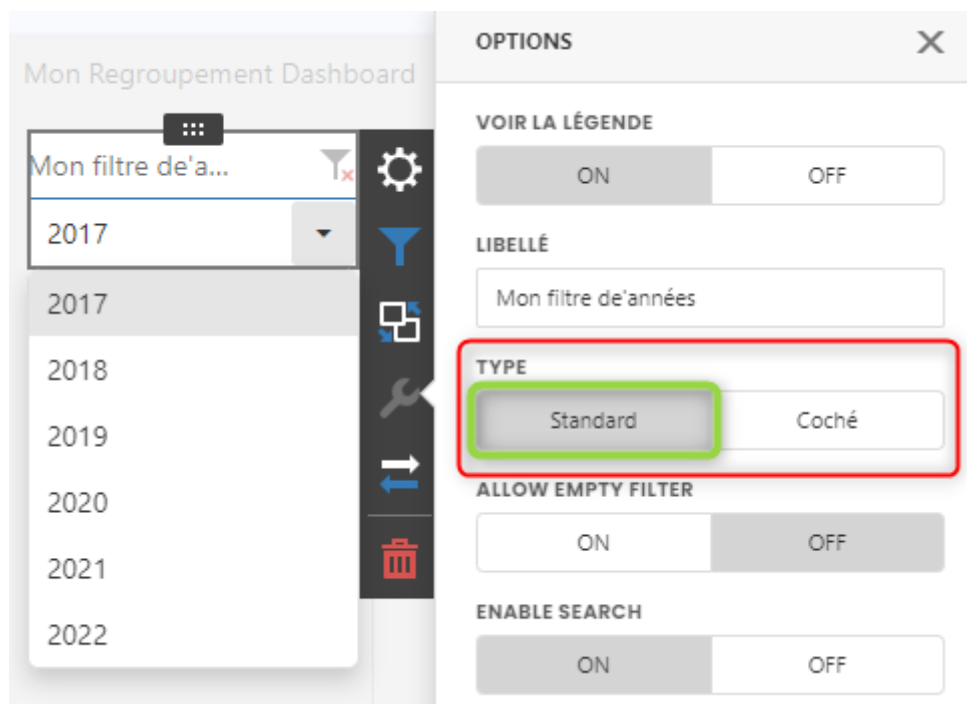 Mon Regroupement Dashboard
Mon filtre de'a...
2017
2017
2018
2019
2020
2021
2022
OPTIONS
VOIR LA LÉGENDE
ON OFF
LIBELLÉ
Mon filtre de'années
TYPE
Standard Coché
ALLOW EMPTY FILTER
ON OFF
ENABLE SEARCH
ON OFF